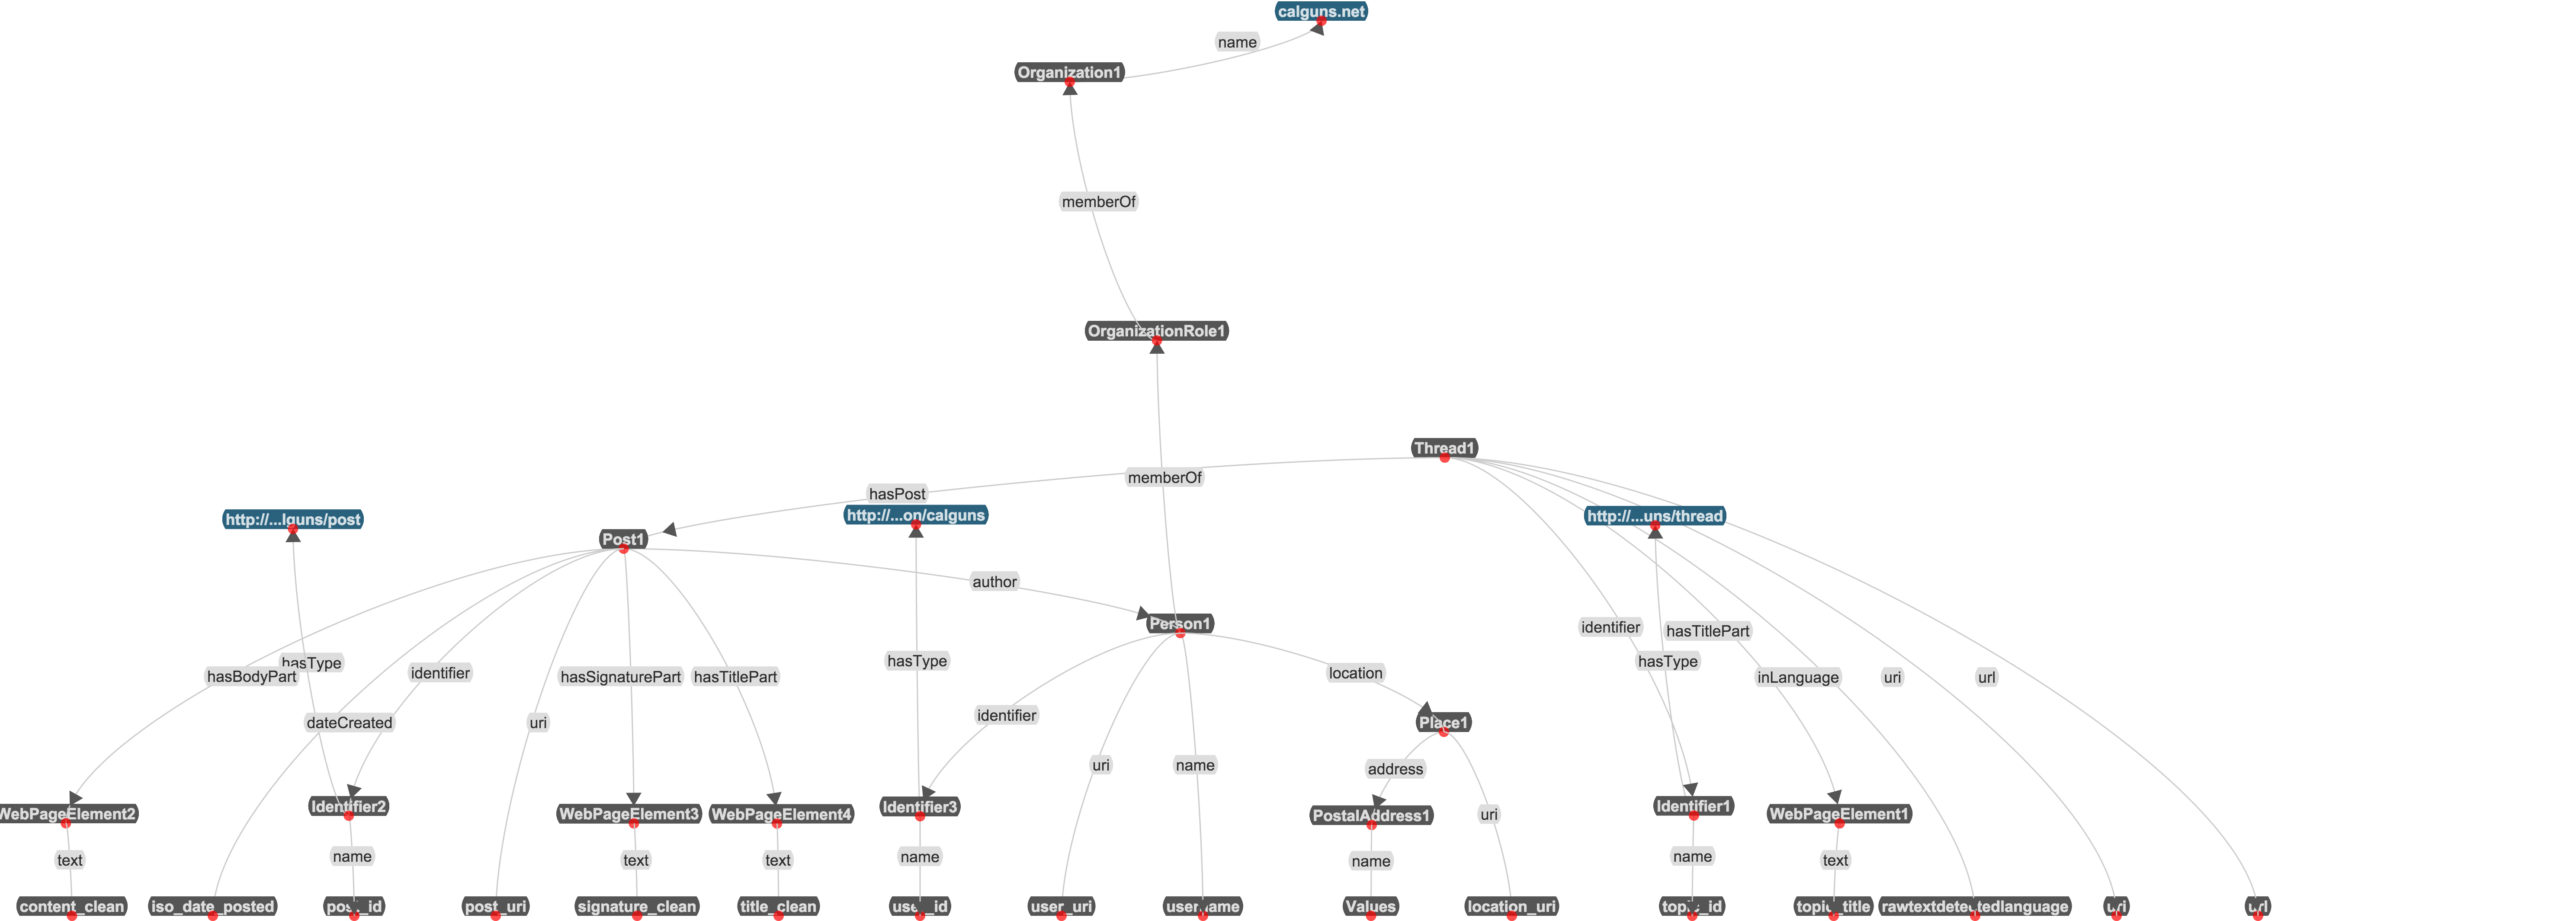 calguns.net
name
Organization1
memberOf
OrganizationRole1
Thread1
memberOf
hasPost
http://...lguns/post
http://...on/calguns
http://...uns/thread
Post1
author
Person1
identifier
hasTitlePart
hasType
hasBodyPart
identifier
hasSignaturePart
hasTitlePart
hasType
location
hasType
inLanguage
uri
url
dateCreated
uri
identifier
Place1
uri
name
address
WebPageElement2
Identifier2
WebPageElement3
WebPageElement4
Identifier3
PostalAddress1
uri
Identifier1
WebPageElement1
text
name
text
text
name
name
name
text
content_clean
iso_date_posted
post_id
post_uri
signature_clean
title_clean
user_id
user_uri
username
Values
location_uri
topic_id
topic_title
rawtextdetectedlanguage
uri
url